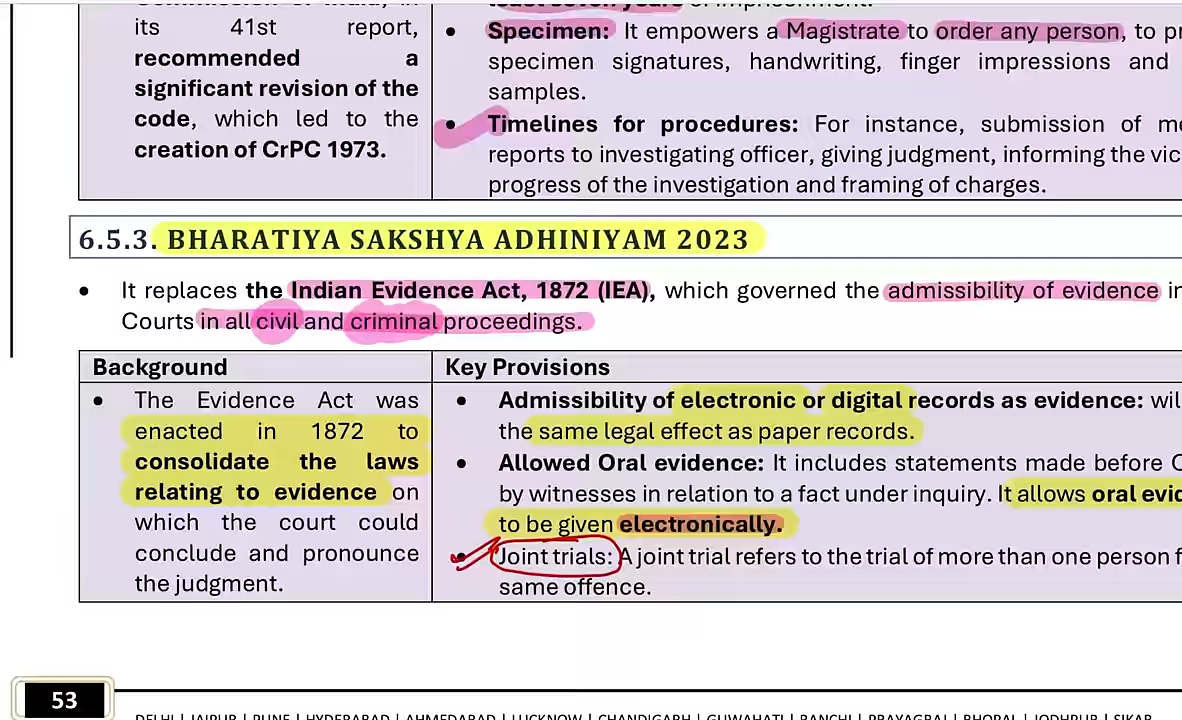 its 41st report,
recommended a
significant revision of the
code, which led to the
creation of CrPC 1973.
least seven years of imprisonment.
• Specimen: It empowers a Magistrate to order any person, to
specimen signatures, handwriting, finger impressions and
samples.
• Timelines for procedures: For instance, submission of
reports to investigating officer, giving judgment, informing the
progress of the investigation and framing of charges.
6.5.3. BHARATIYA SAKSHYA ADHINIYAM 2023
• It replaces the Indian Evidence Act, 1872 (IEA), which governed the admissibility of evidence in
Courts in all civil and criminal proceedings.
Background
• The Evidence Act was
enacted in 1872 to
consolidate the laws
relating to evidence on
which the court could
conclude and pronounce
the judgment.
Key Provisions
• Admissibility of electronic or digital records as evidence:
the same legal effect as paper records.
• Allowed Oral evidence: It includes statements made before
by witnesses in relation to a fact under inquiry. It allows oral
to be given electronically.
• Joint trials: A joint trial refers to the trial of more than one person
same offence.
53
DELHI | JAIPUR | PUNE | HYDERABAD | AHMEDABAD | LUCKNOW | CHANDIGARH | GUWAHATI | RANCHI | PRAYAGRAJ | BHOPAL | JODHPUR | SIKAR